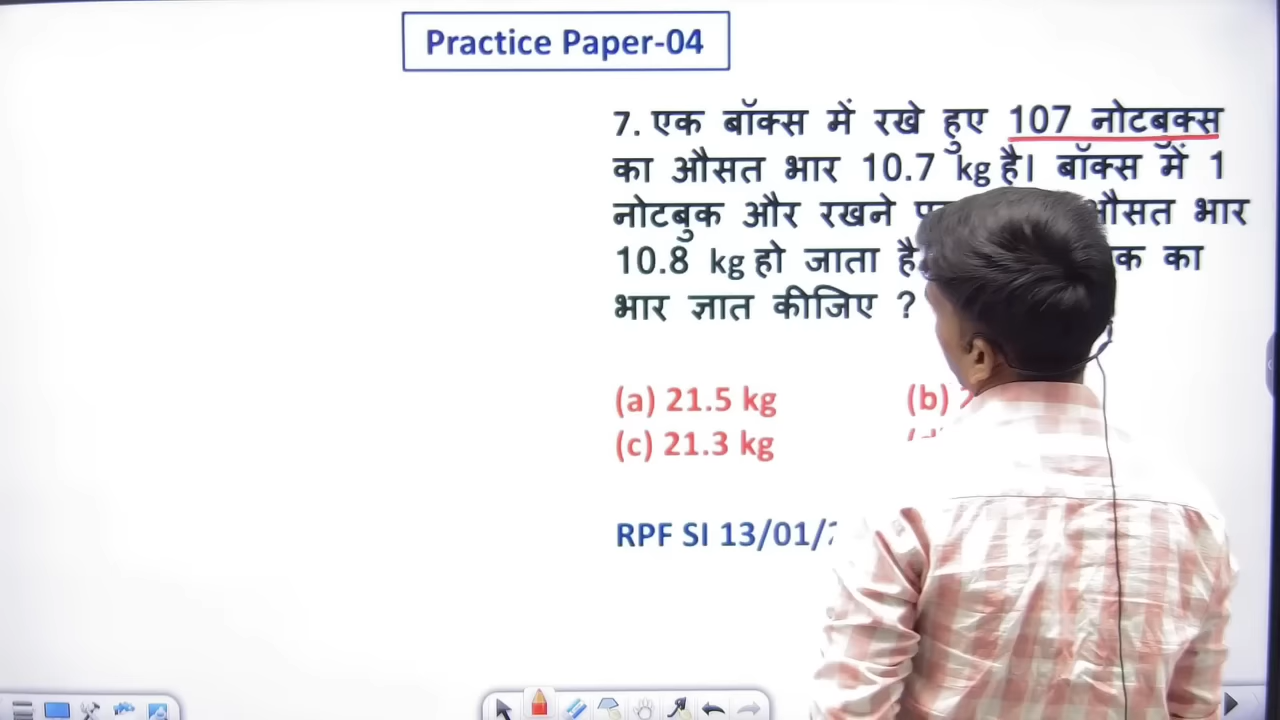 Practice Paper-04
7. एक बॉक्स में रखे हुए 107 नोटबुक्स
का औसत भार 10.7 kg है। बॉक्स में 1
नोटबुक और रखने औसत भार
10.8 kg हो जाता है का
भार ज्ञात कीजिए ?
(a) 21.5 kg (b)
(c) 21.3 kg
RPF SI 13/01/